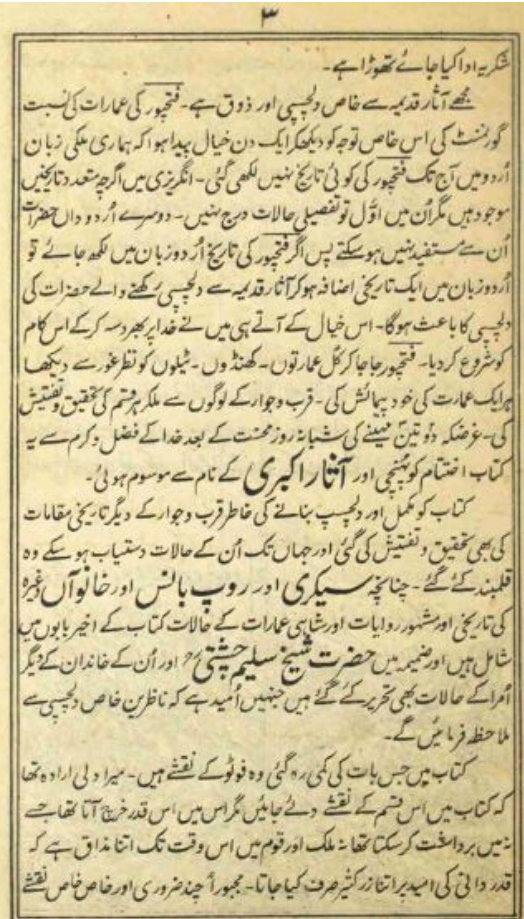 ۳
شکریہ ادا کیا جائے تھوڑا ہے۔
مجھے آثار قدیمہ سے خاص دلچسپی اور ذوق ہے۔ فتحپور کی عمارات کی نسبت
گورنمنٹ کی اس خاص توجہ کو دیکھکر ایک دن خیال پیدا ہوا کہ ہماری ملکی زبان
اُردو میں آج تک فتحپور کی کوئی تاریخ نہیں لکھی گئی۔ انگریزی میں اگرچہ متعدد تاریخیں
موجود ہیں مگر اُن میں اوّل تو تفصیلی حالات درج نہیں۔ دوسرے اُردو داں حضرات
اُن سے مستفید نہیں ہو سکتے پس اگر فتحپور کی تاریخ اُردو زبان میں لکھ جائے تو
اُردو زبان میں ایک تاریخی اضافہ ہو کر آثار قدیمہ سے دلچسپی رکھنے والے حضرات کی
دلچسپی کا باعث ہوگا۔ اس خیال کے آتے ہی میں نے خدا پر بھروسہ کر کے اس کام
کو شروع کر دیا۔ فتحپور جا جا کر کُل عمارتوں۔ کھنڈوں۔ ٹیلوں کو نظر غور سے دیکھا
ہر ایک عمارت کی خود پیمائش کی۔ قرب و جوار کے لوگوں سے ملکر ہر قسم کی تحقیق و تفتیش
کی۔ غرضکہ دو تین مہینے کی شبانہ روز محنت کے بعد خدا کے فضل و کرم سے یہ
کتاب اختتام کو پہنچی اور آثار اکبری کے نام سے موسوم ہوئی۔
کتاب کو مکمل اور دلچسپ بنانے کی خاطر قرب و جوار کے دیگر تاریخی مقامات
کی بھی تحقیق و تفتیش کی گئی اور جہاں تک اُن کے حالات دستیاب ہو سکے وہ
قلمبند کئے گئے۔ چنانچہ سیکری اور روپ بانس اور خانوآں وغیرہ
کی تاریخی اور مشہور روایات اور شاہی عمارات کے حالات کتاب کے اخیر بابوں میں
شامل ہیں اور ضمیمہ میں حضرت شیخ سلیم چشتیؒ اور اُن کے خاندان کے دیگر
اُمرا کے حالات بھی تحریر کئے گئے ہیں جنہیں اُمید ہے کہ ناظرین خاص دلچسپی سے
ملاحظہ فرمائیں گے۔
کتاب میں جس بات کی کمی رہ گئی وہ فوٹو کے نقشے ہیں۔ میرا دلی ارادہ تھا
کہ کتاب میں اس قسم کے نقشے دئے جائیں مگر اس میں اس قدر خرچ آتا تھا جسے
نہ میں برداشت کر سکتا تھا نہ ملک اور قوم میں اس وقت تک اتنا مذاق ہے کہ
قدر دانی کی امید پر اتنا زر کثیر صرف کیا جاتا۔ مجبوراً چند ضروری اور خاص خاص نقشے